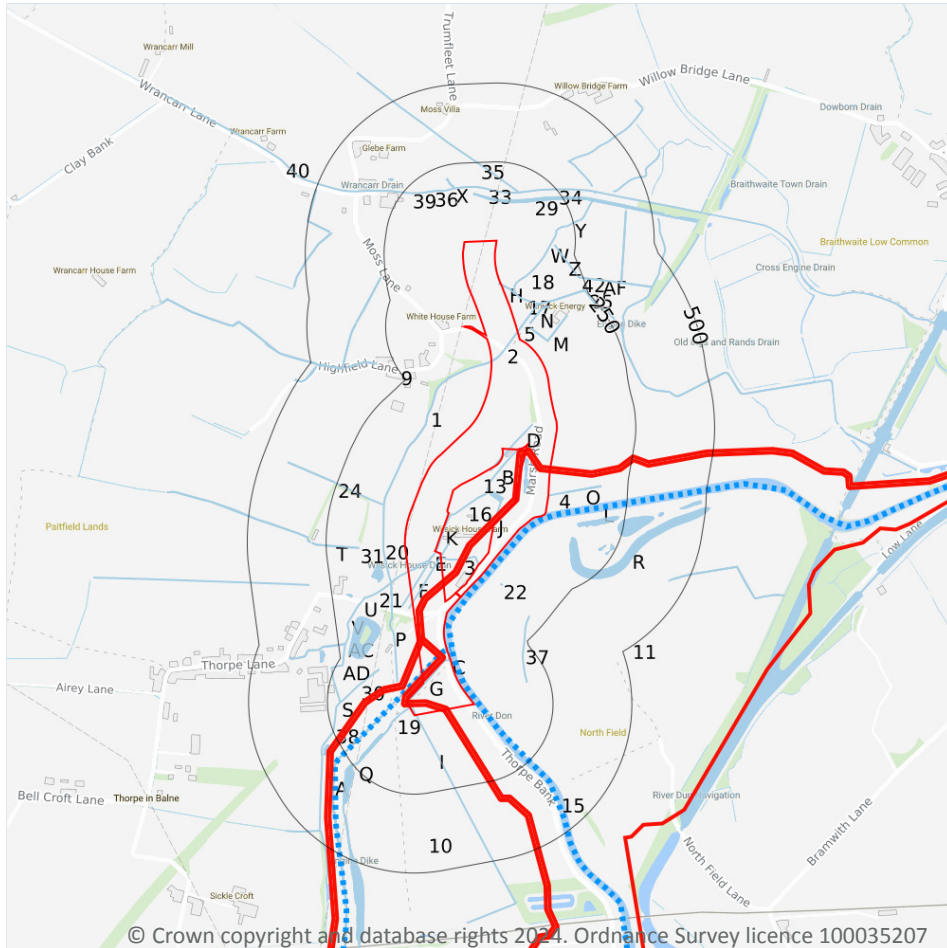 Trumfleet Lane
Wrancarr Mill
Willow Bridge Lane
Willow Bridge Farm
Dowborn Drain
Moss Villa
Wrancarr Lane
Wrancarr Farm
Clay Bank
Glebe Farm
40
35
Wrancarr Drain
Braithwaite Town Drain
39
36
X
33
29
34
Y
Moss Lane
Braithwaite Low Common
W
Z
Wrancarr House Farm
Cross Engine Drain
18
42
AF
H
17
250
White House Farm
N
500
5
M
2
Old Ings and Rands Drain
Highfield Lane
9
1
D
Marsh Road
B
13
24
4
O
L
Paitfield Lands
16
J
K
Low Lane
T
31
20
E
3
R
22
21
U
P
V
AC
Thorpe Lane
37
11
AD
Airey Lane
G
S
River Don
19
North Field
38
I
Q
Thorpe Bank
A
Bell Croft Lane
Thorpe in Balne
15
River Dun Navigation
Bramwith Lane
10
North Field Lane
Sickle Croft
© Crown copyright and database rights 2024. Ordnance Survey licence 100035207